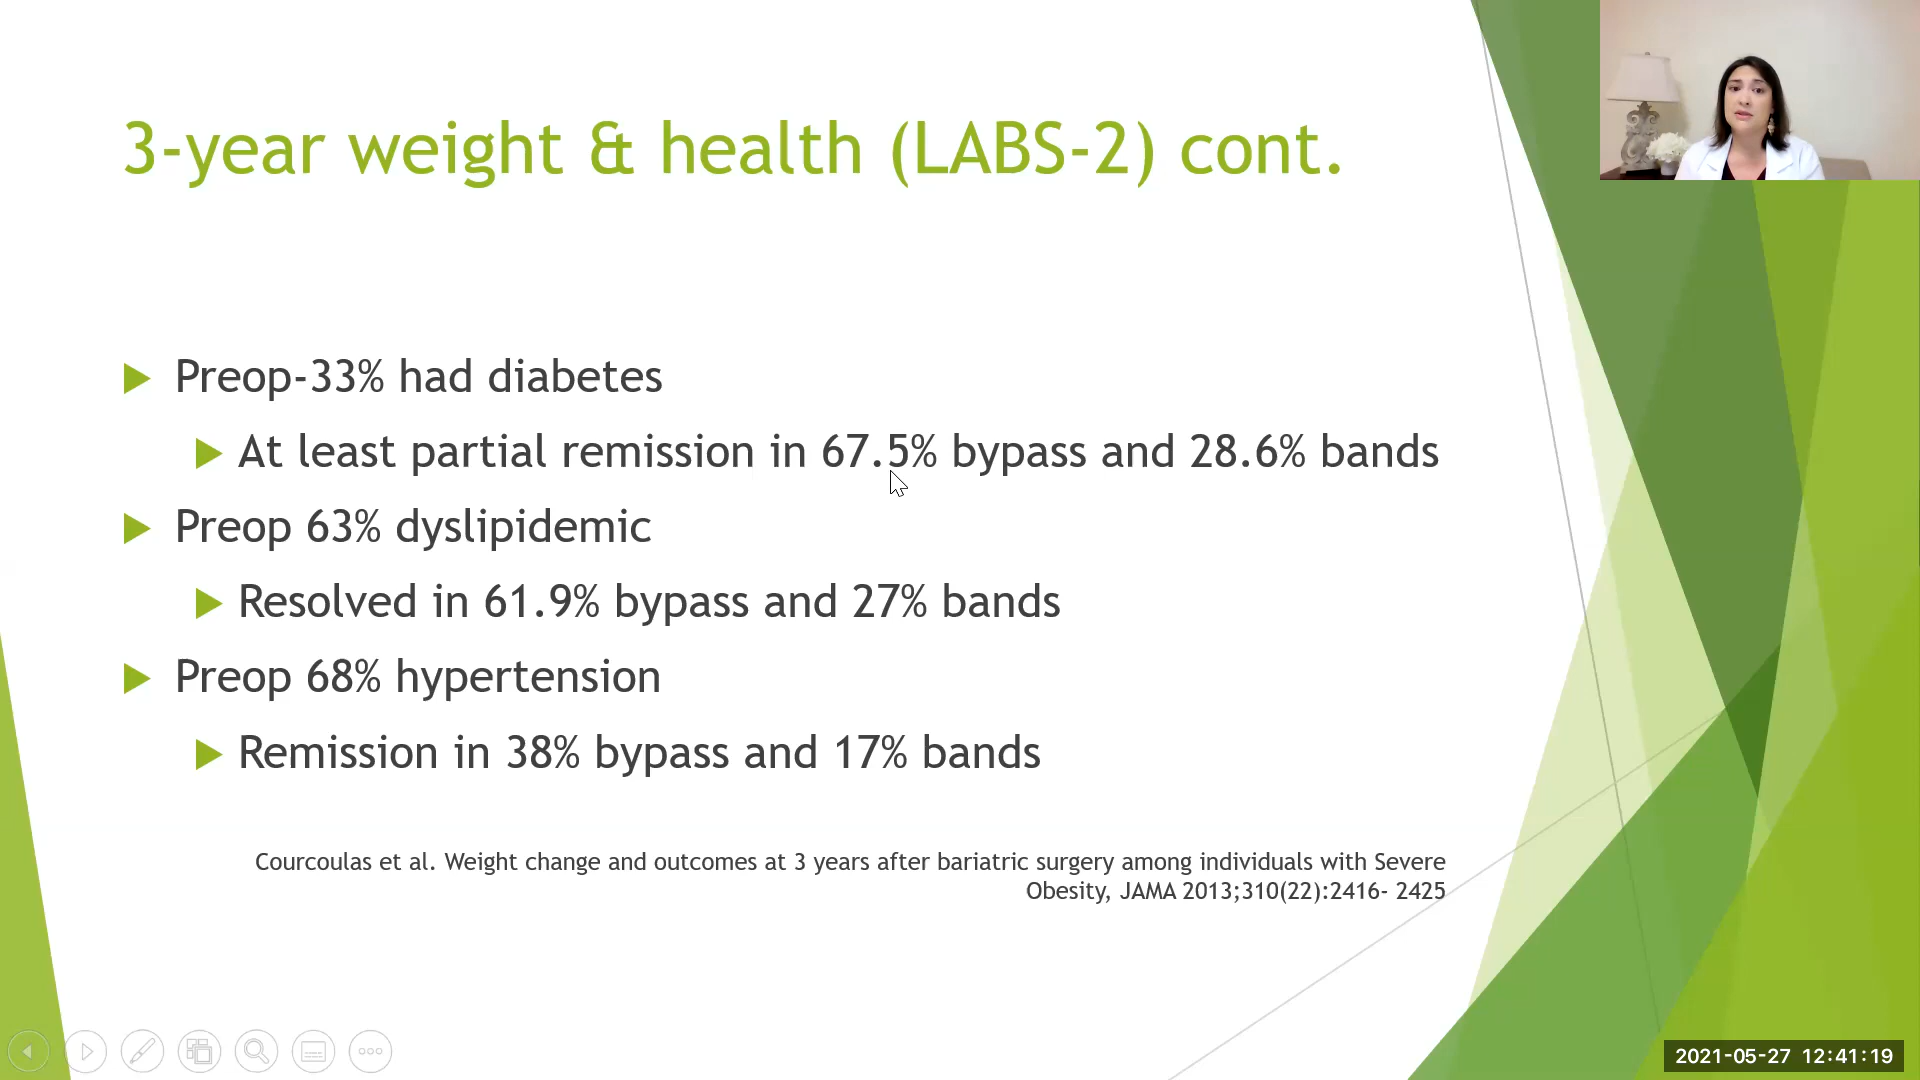 3-year weight & health (LABS-2) cont.
Preop-33% had diabetes
At least partial remission in 67.5% bypass and 28.6% bands
Preop 63% dyslipidemic
Resolved in 61.9% bypass and 27% bands
Preop 68% hypertension
Remission in 38% bypass and 17% bands
Courcoulas et al. Weight change and outcomes at 3 years after bariatric surgery among individuals with Severe
Obesity, JAMA 2013;310(22):2416- 2425
2021-05-27 12:41:19